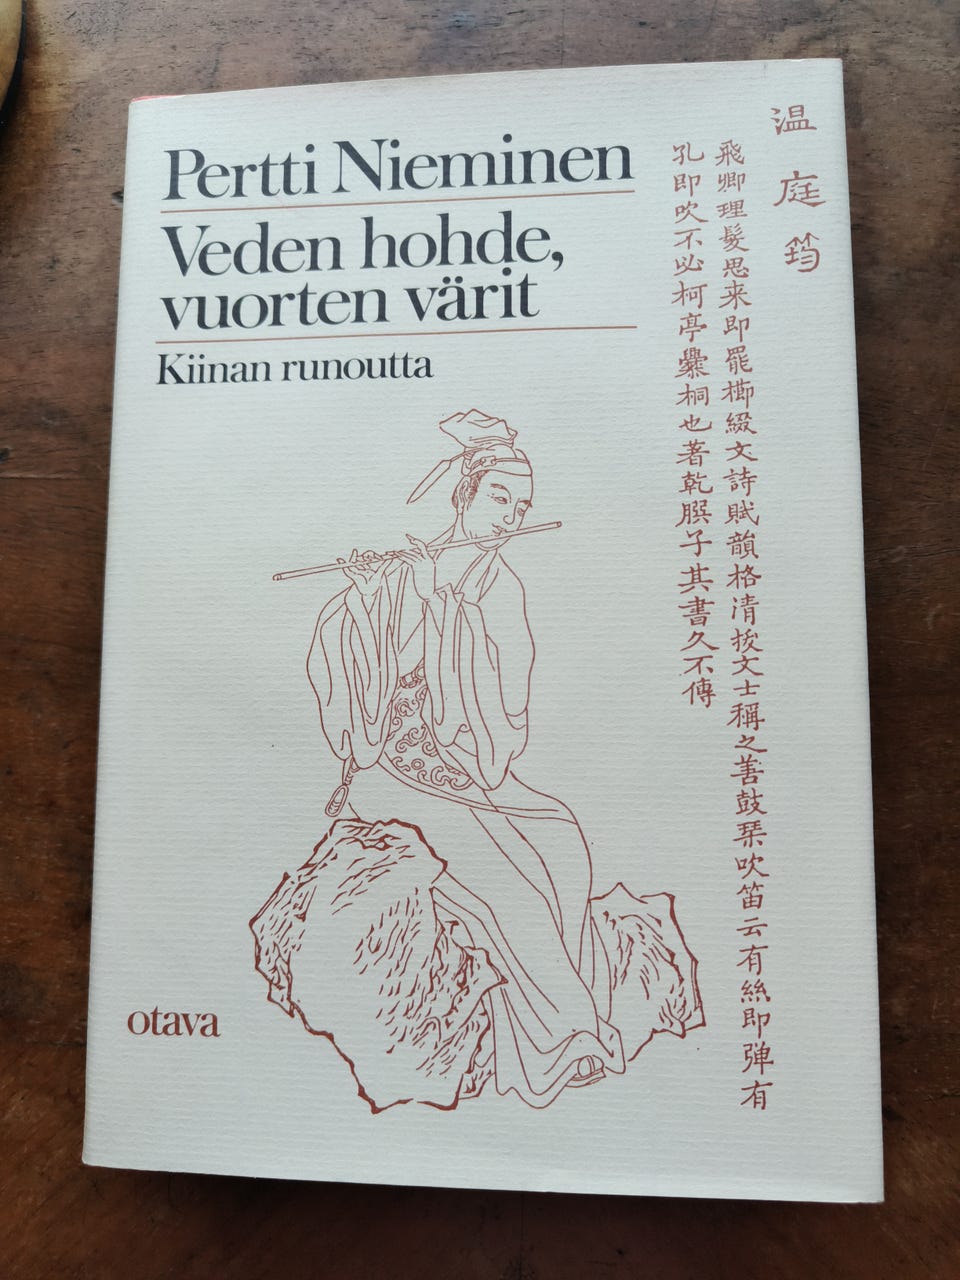 Pertti Nieminen
Veden hohde,
vuorten värit
Kiinan runoutta
温庭筠
飛卿理髮思来即罷櫛綴文詩賦韻格清拔文士稱之善鼓琹吹笛云有絲即弹有
孔即吹不必柯亭爨桐也著乾𦠆子其書久不傳
otava